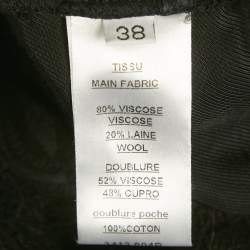 38
TISSU
MAIN FABRIC
80% VISCOSE
VISCOSE
20% LAINE
WOOL
DOUBLURE
52% VISCOSE
48% CUPRO
doublure poche
100%COTON